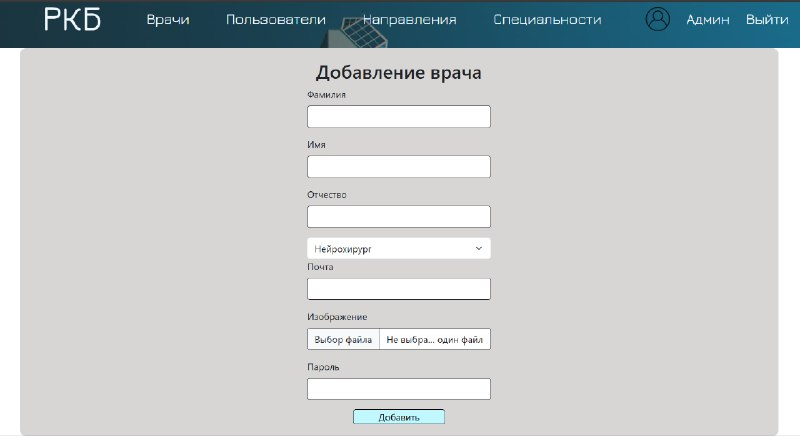 РКБ Врачи Пользователи Направления Специальности Админ Выйти
Добавление врача
Фамилия
Имя
Отчество
Нейрохирург
Почта
Изображение
Выбор файла Не выбра... один файл
Пароль
Добавить